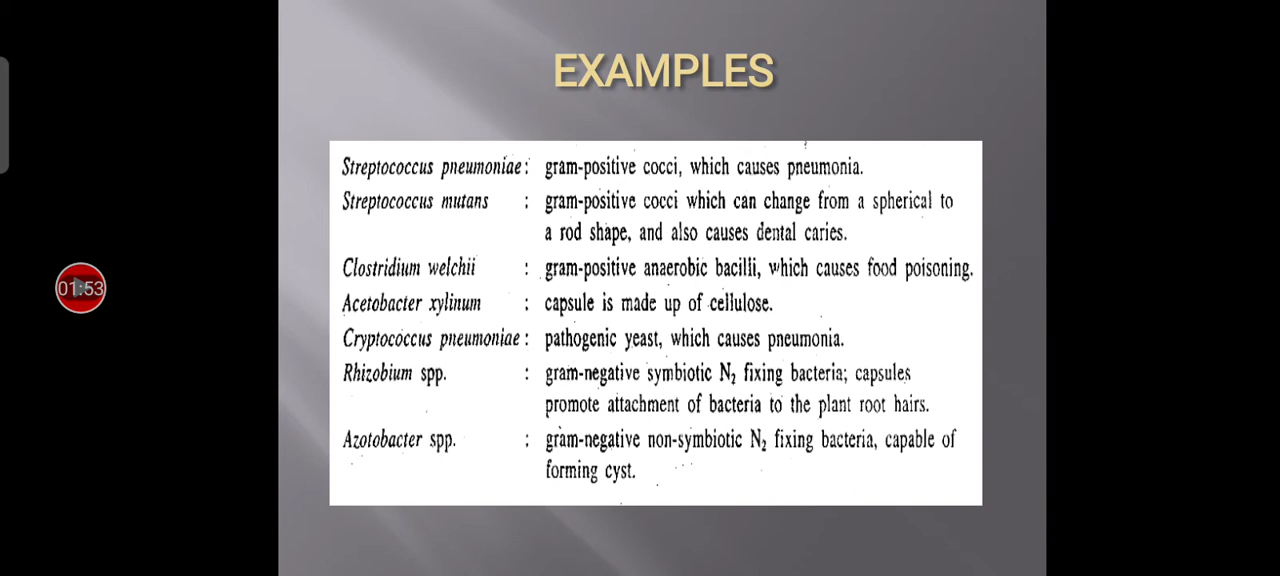 EXAMPLES
Streptococcus pneumoniae : gram-positive cocci, which causes pneumonia.
Streptococcus mutans : gram-positive cocci which can change from a spherical to
a rod shape, and also causes dental caries.
Clostridium welchii : gram-positive anaerobic bacilli, which causes food poisoning.
Acetobacter xylinum : capsule is made up of cellulose.
Cryptococcus pneumoniae : pathogenic yeast, which causes pneumonia.
Rhizobium spp. : gram-negative symbiotic N₂ fixing bacteria; capsules
promote attachment of bacteria to the plant root hairs.
Azotobacter spp. : gram-negative non-symbiotic N₂ fixing bacteria, capable of
forming cyst.
01:53